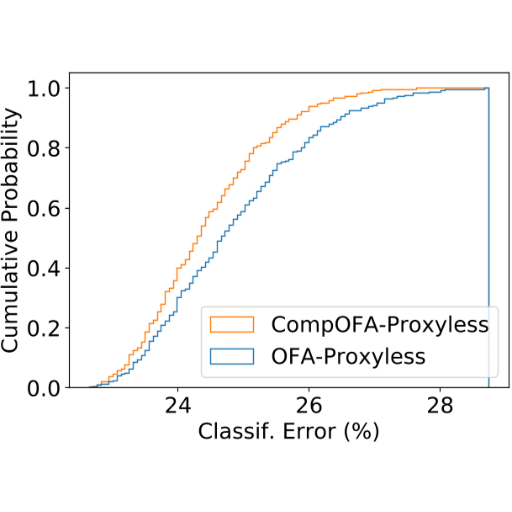 Cumulative Probability
1.0
0.8
0.6
0.4
0.2
0.0
CompOFA-Proxyless
OFA-Proxyless
24 26 28
Classif. Error (%)